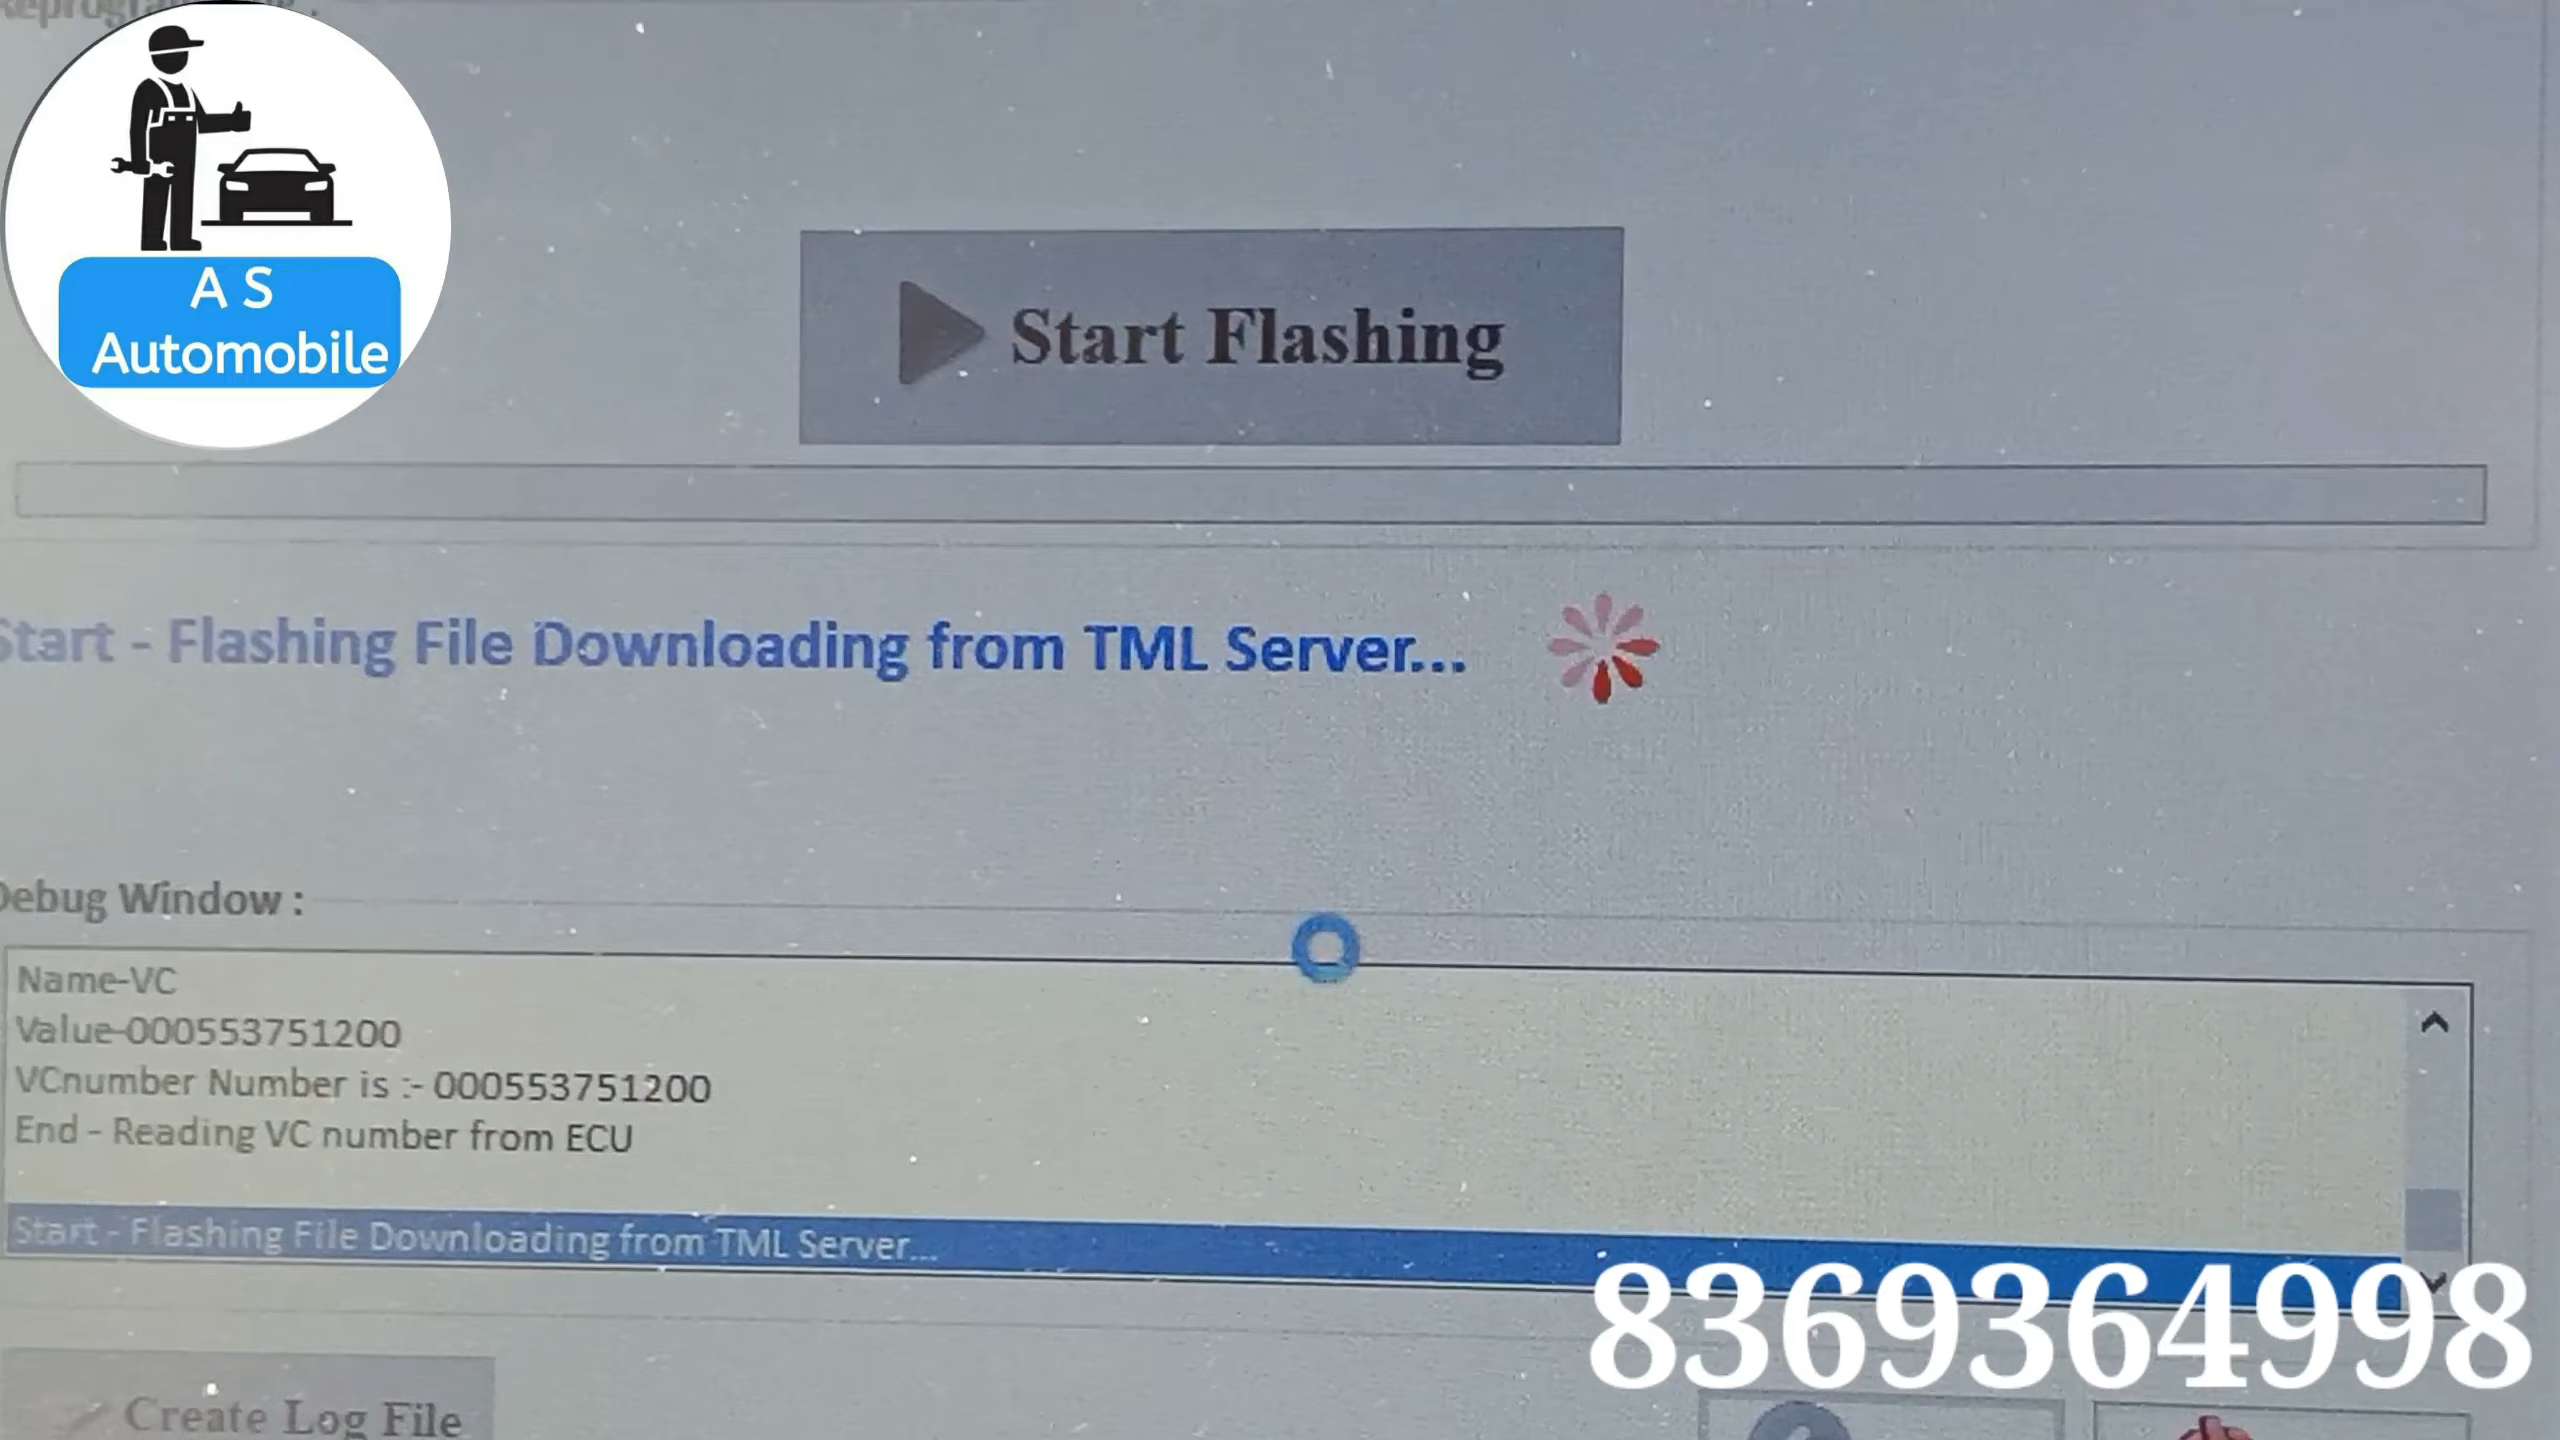 A S
Automobile
Start Flashing
Start - Flashing File Downloading from TML Server...
Debug Window :
Name-VC
Value-000553751200
VCnumber Number is :- 000553751200
End - Reading VC number from ECU
Start - Flashing File Downloading from TML Server...
8369364998
Create Log File